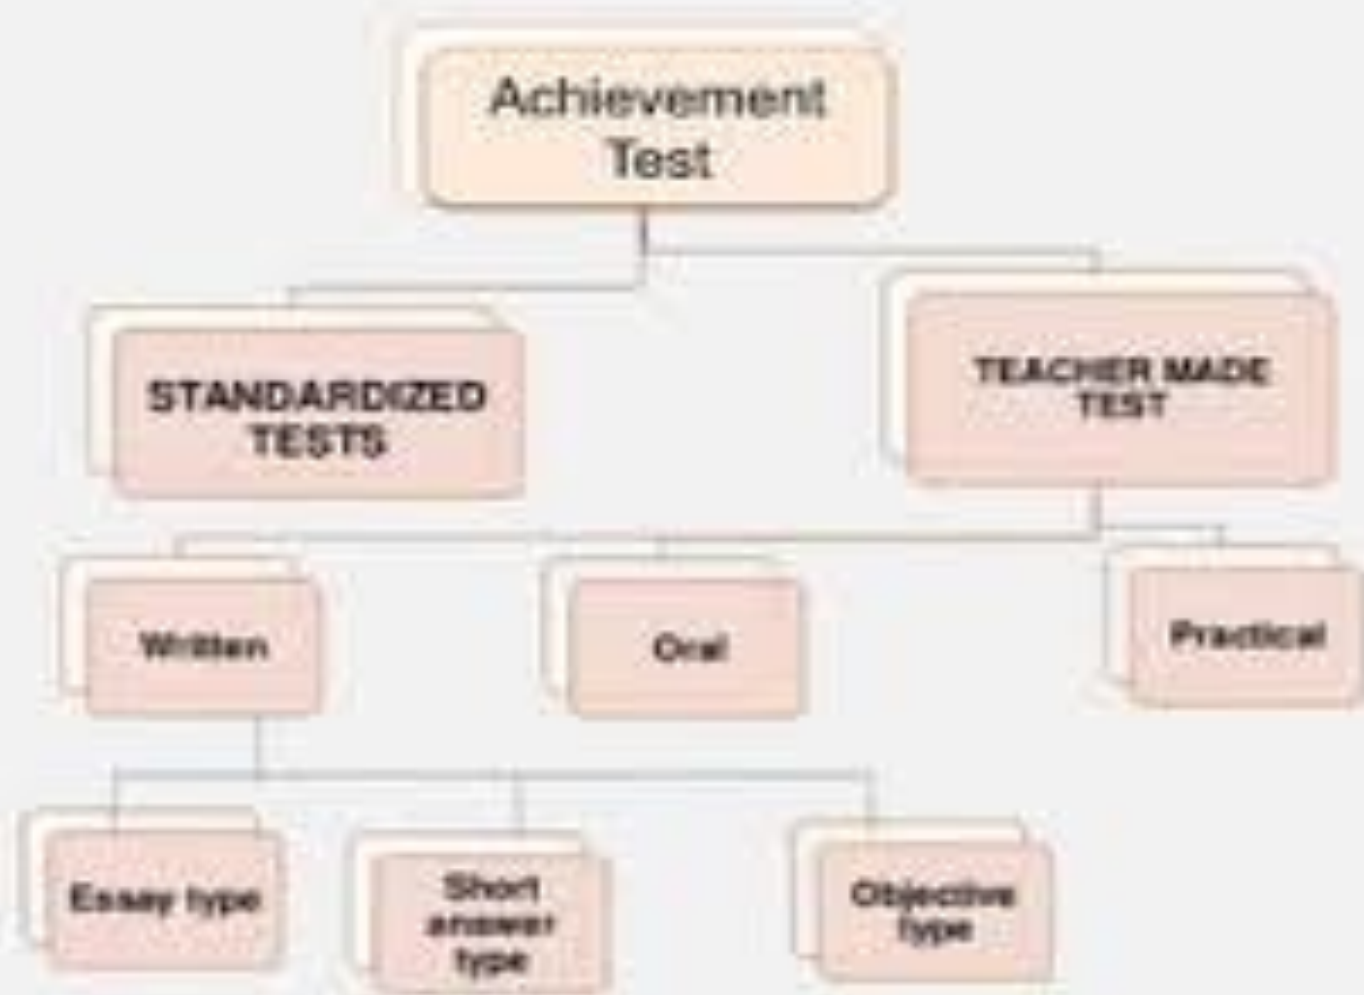 Achievement
Test
STANDARDIZED
TESTS
TEACHER MADE
TEST
Written
Oral
Practical
Essay type
Short
answer
type
Objective
type